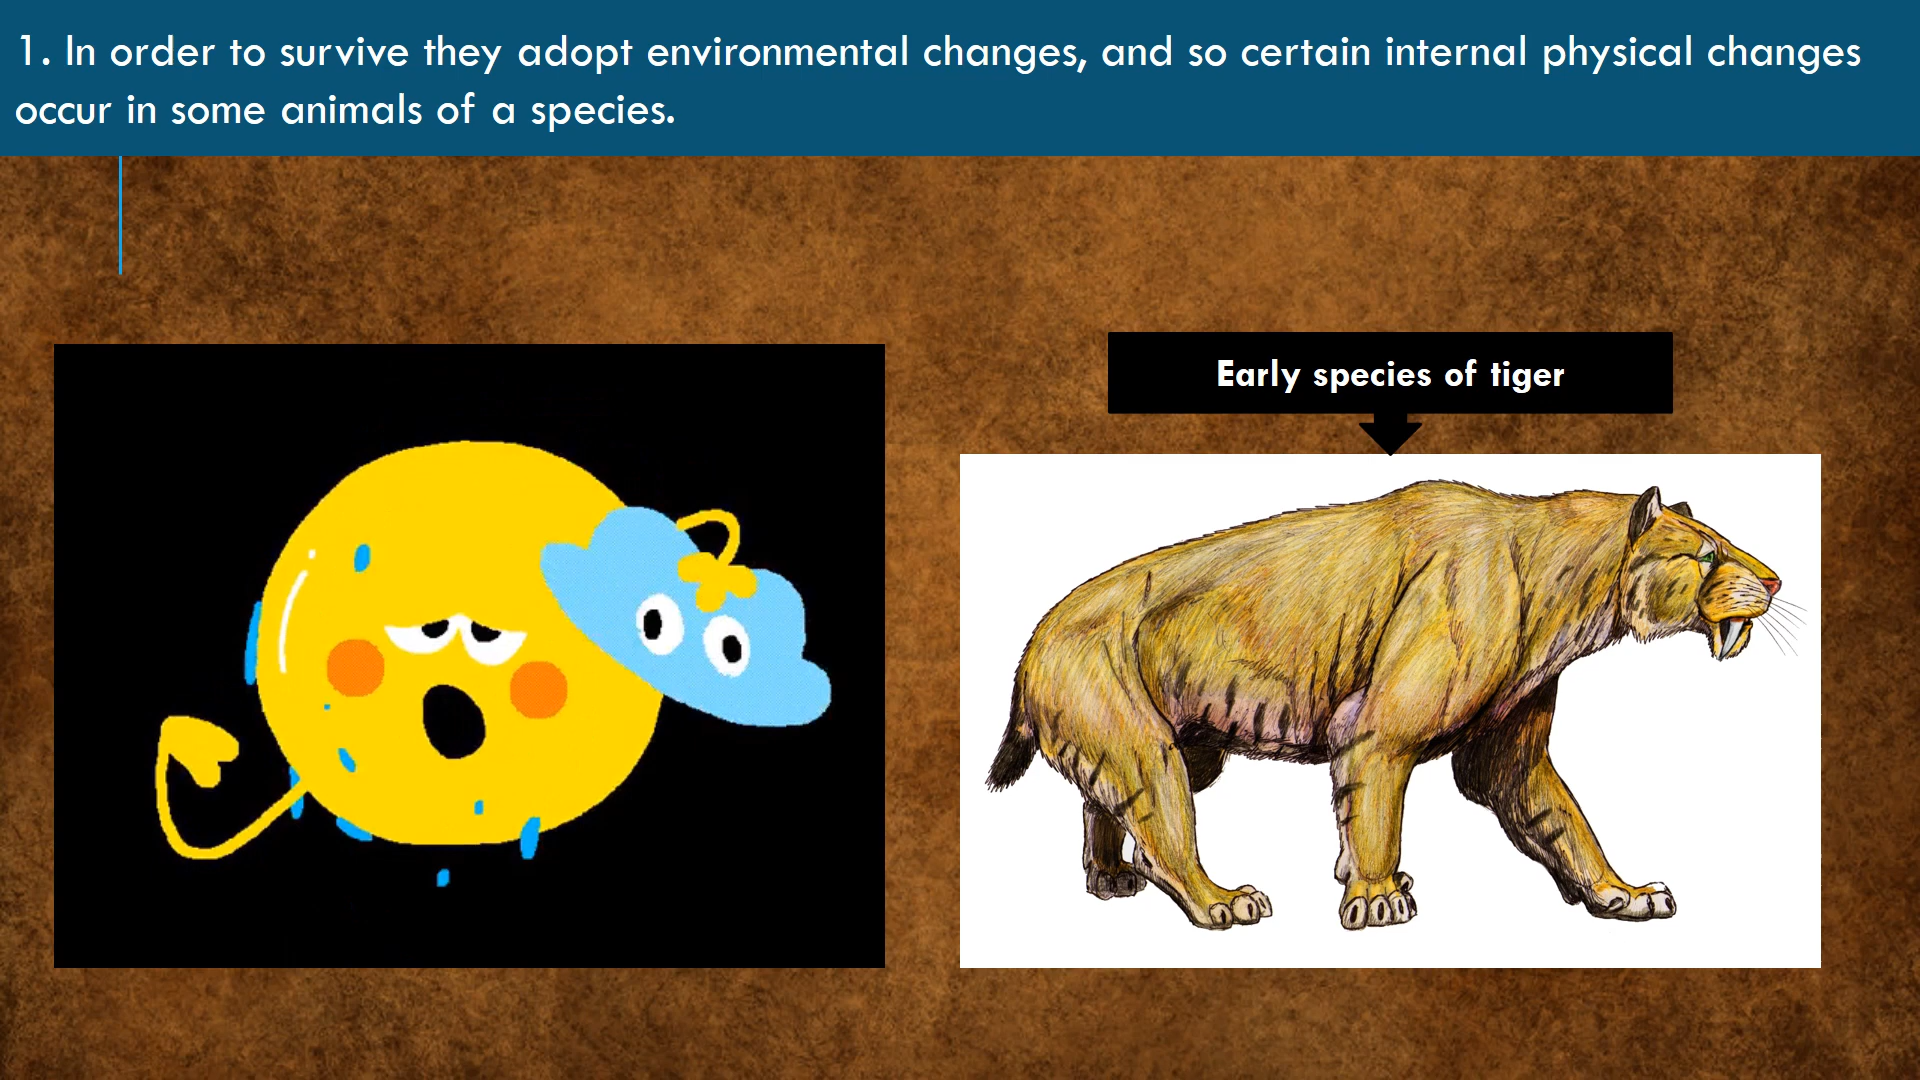 1. In order to survive they adopt environmental changes, and so certain internal physical changes
occur in some animals of a species.
Early species of tiger